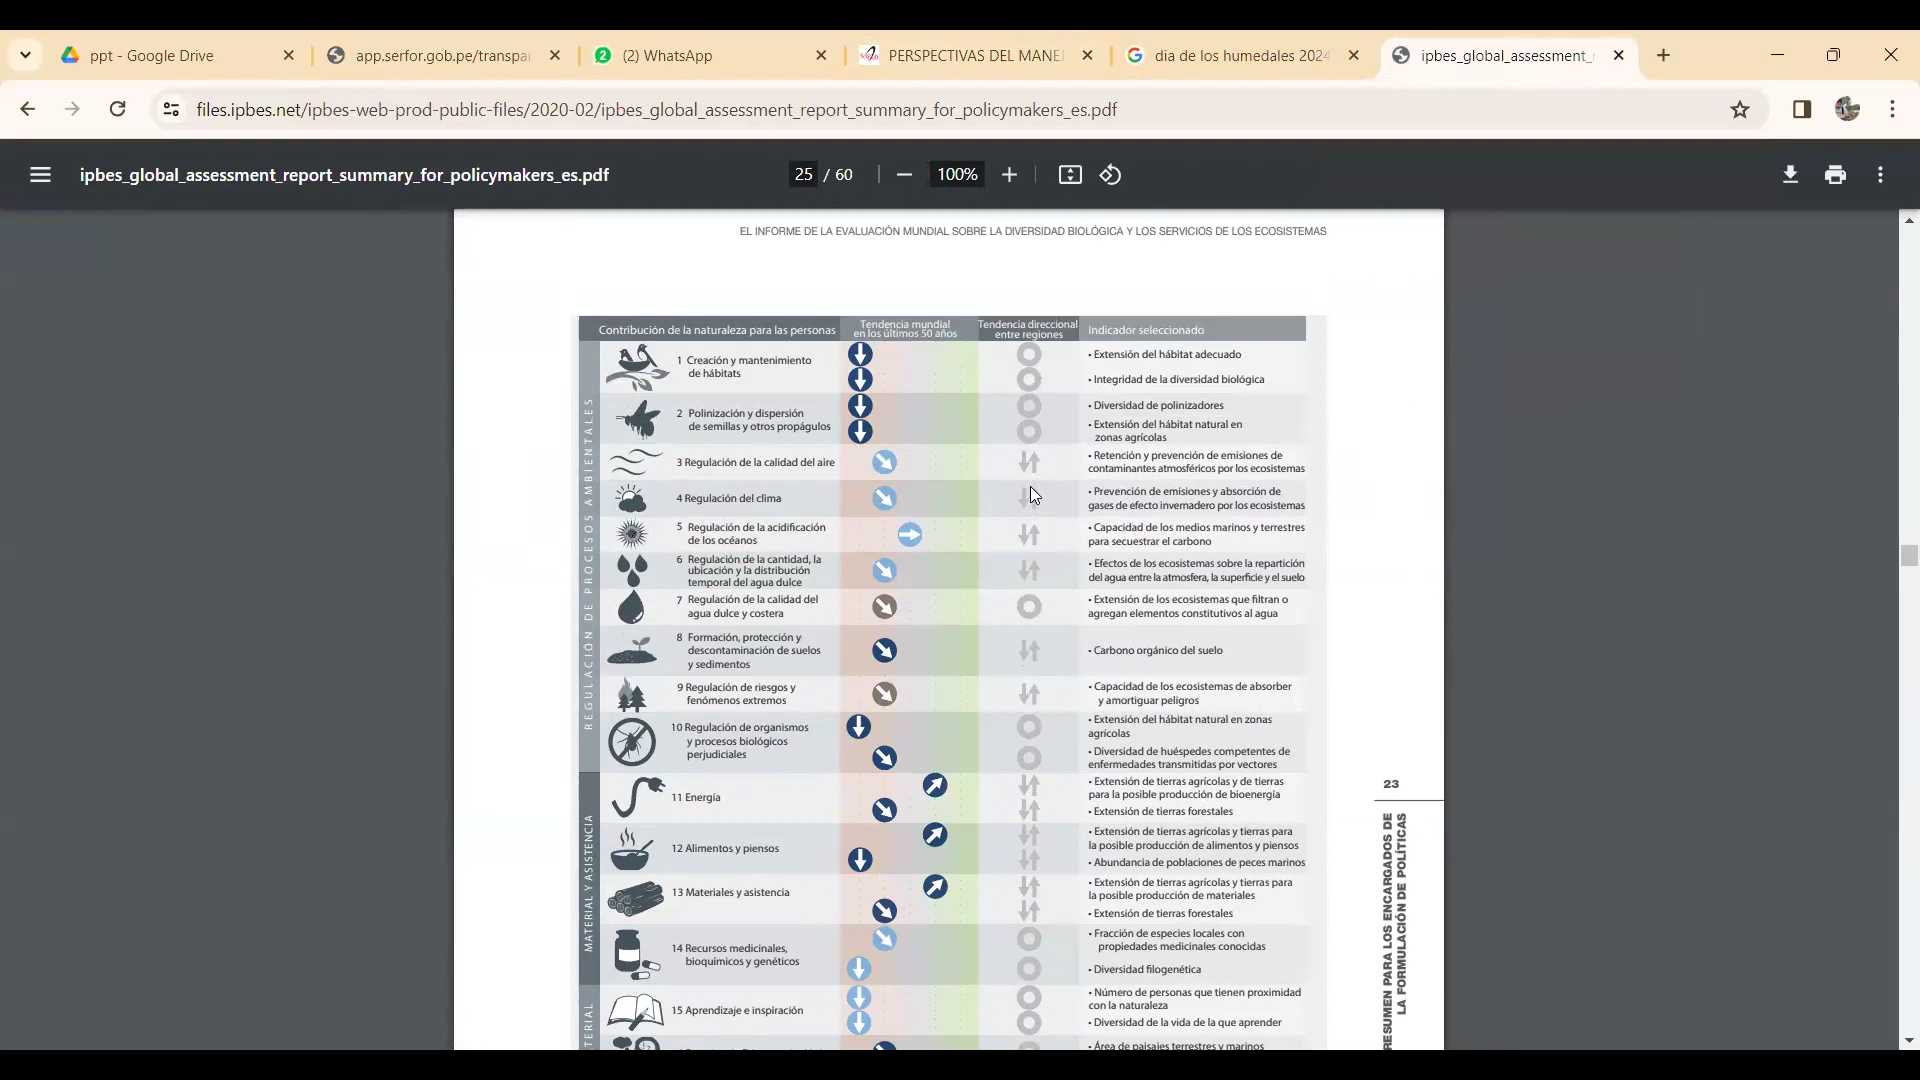 ppt - Google Drive
app.serfor.gob.pe/transpa
(2) WhatsApp
PERSPECTIVAS DEL MANE
dia de los humedales 2024
ipbes_global_assessment_
files.ipbes.net/ipbes-web-prod-public-files/2020-02/ipbes_global_assessment_report_summary_for_policymakers_es.pdf
ipbes_global_assessment_report_summary_for_policymakers_es.pdf
25 / 60
100%
EL INFORME DE LA EVALUACIÓN MUNDIAL SOBRE LA DIVERSIDAD BIOLÓGICA Y LOS SERVICIOS DE LOS ECOSISTEMAS
Contribución de la naturaleza para las personas
Tendencia mundial
en los últimos 50 años
Tendencia direccional
entre regiones
Indicador seleccionado
REGULACIÓN DE PROCESOS AMBIENTALES
1 Creación y mantenimiento
de hábitats
• Extensión del hábitat adecuado
• Integridad de la diversidad biológica
2 Polinización y dispersión
de semillas y otros propágulos
• Diversidad de polinizadores
• Extensión del hábitat natural en
zonas agrícolas
3 Regulación de la calidad del aire
• Retención y prevención de emisiones de
contaminantes atmosféricos por los ecosistemas
4 Regulación del clima
• Prevención de emisiones y absorción de
gases de efecto invernadero por los ecosistemas
5 Regulación de la acidificación
de los océanos
• Capacidad de los medios marinos y terrestres
para secuestrar el carbono
6 Regulación de la cantidad, la
ubicación y la distribución
temporal del agua dulce
• Efectos de los ecosistemas sobre la repartición
del agua entre la atmosfera, la superficie y el suelo
7 Regulación de la calidad del
agua dulce y costera
• Extensión de los ecosistemas que filtran o
agregan elementos constitutivos al agua
8 Formación, protección y
descontaminación de suelos
y sedimentos
• Carbono orgánico del suelo
9 Regulación de riesgos y
fenómenos extremos
• Capacidad de los ecosistemas de absorber
y amortiguar peligros
10 Regulación de organismos
y procesos biológicos
perjudiciales
• Extensión del hábitat natural en zonas
agrícolas
• Diversidad de huéspedes competentes de
enfermedades transmitidas por vectores
MATERIAL Y ASISTENCIA
11 Energía
• Extensión de tierras agrícolas y de tierras
para la posible producción de bioenergía
• Extensión de tierras forestales
12 Alimentos y piensos
• Extensión de tierras agrícolas y tierras para
la posible producción de alimentos y piensos
• Abundancia de poblaciones de peces marinos
13 Materiales y asistencia
• Extensión de tierras agrícolas y tierras para
la posible producción de materiales
• Extensión de tierras forestales
14 Recursos medicinales,
bioquímicos y genéticos
• Fracción de especies locales con
propiedades medicinales conocidas
• Diversidad filogenética
TERIAL
15 Aprendizaje e inspiración
• Número de personas que tienen proximidad
con la naturaleza
• Diversidad de la vida de la que aprender
• Área de paisajes terrestres y marinos
23
RESUMEN PARA LOS ENCARGADOS DE
LA FORMULACIÓN DE POLÍTICAS